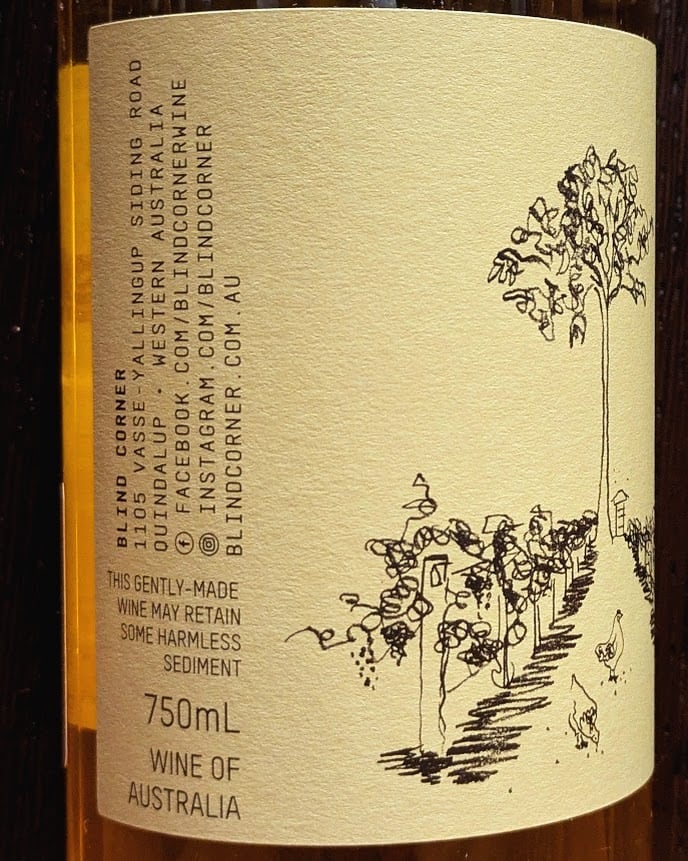 BLIND CORNER
1105 VASSE-YALLINGUP SIDING ROAD
QUINDALUP · WESTERN AUSTRALIA
FACEBOOK.COM/BLINDCORNERWINE
INSTAGRAM.COM/BLINDCORNER
BLINDCORNER.COM.AU
THIS GENTLY-MADE
WINE MAY RETAIN
SOME HARMLESS
SEDIMENT
750mL
WINE OF
AUSTRALIA